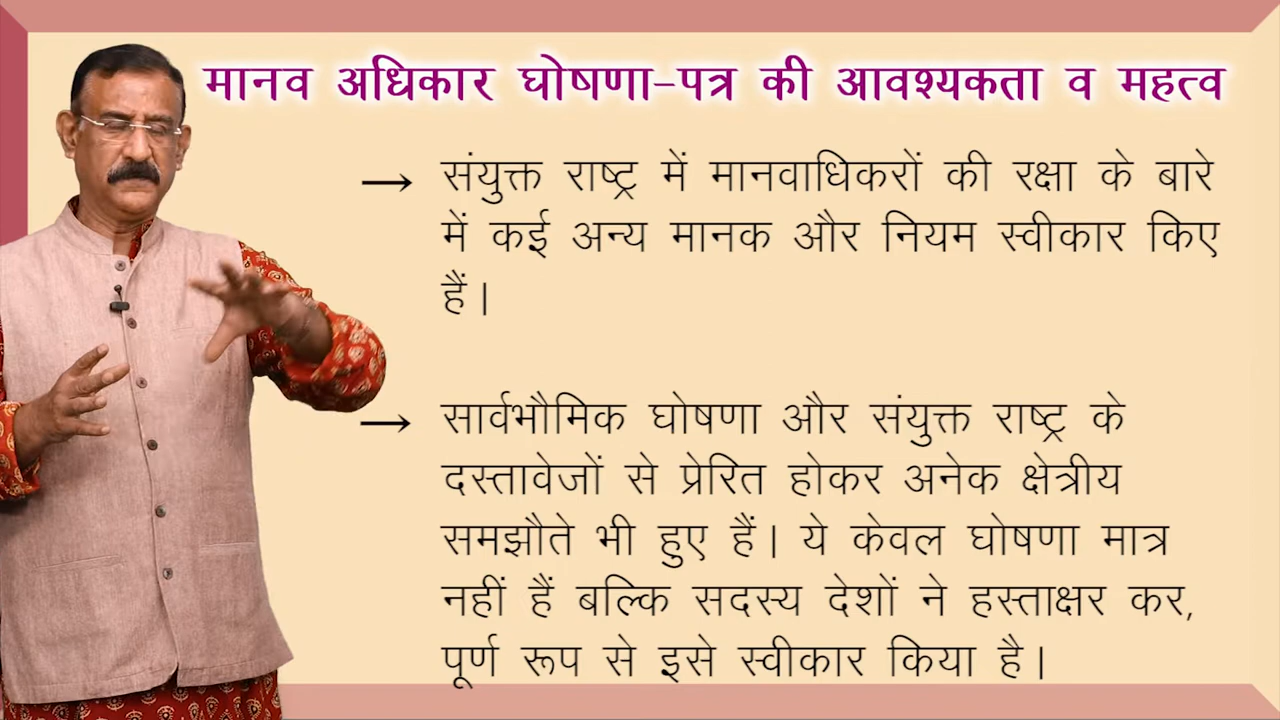 मानव अधिकार घोषणा-पत्र की आवश्यकता व महत्व
→ संयुक्त राष्ट्र में मानवाधिकरों की रक्षा के बारे
में कई अन्य मानक और नियम स्वीकार किए
हैं।
→ सार्वभौमिक घोषणा और संयुक्त राष्ट्र के
दस्तावेजों से प्रेरित होकर अनेक क्षेत्रीय
समझौते भी हुए हैं। ये केवल घोषणा मात्र
नहीं हैं बल्कि सदस्य देशों ने हस्ताक्षर कर,
पूर्ण रूप से इसे स्वीकार किया है।